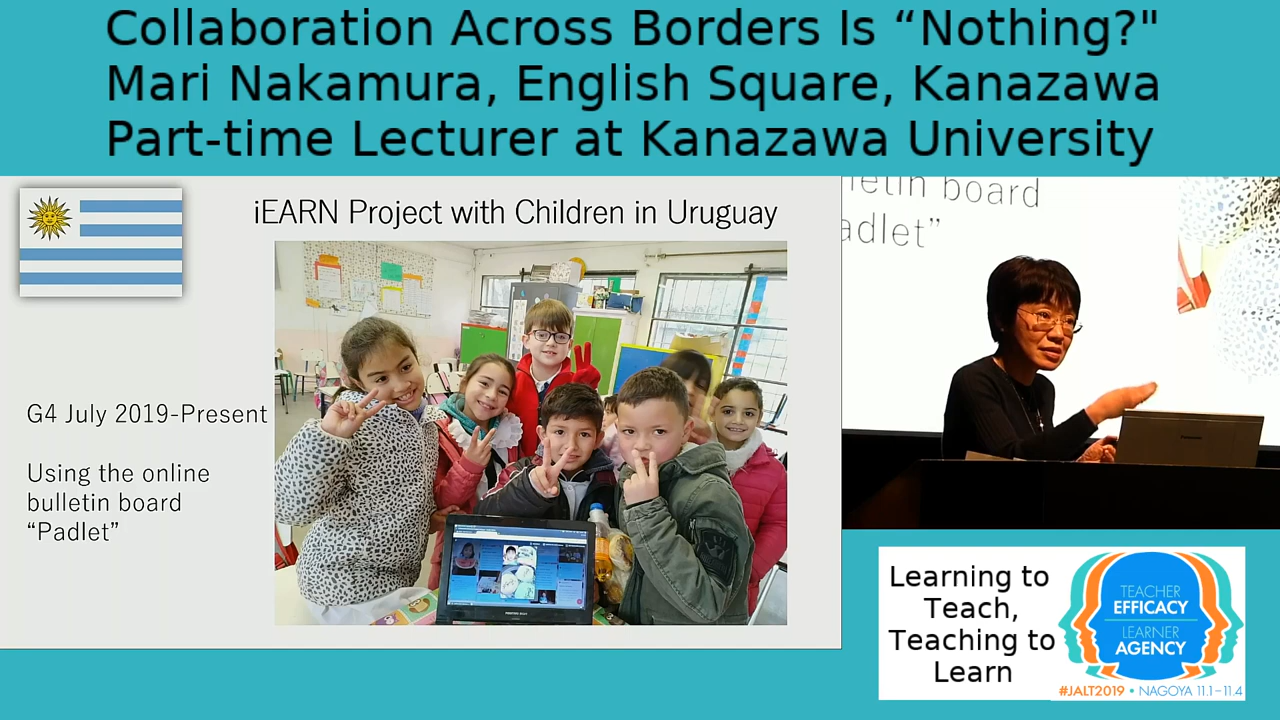 Collaboration Across Borders Is “Nothing?"
Mari Nakamura, English Square, Kanazawa
Part-time Lecturer at Kanazawa University
iEARN Project with Children in Uruguay
G4 July 2019-Present
Using the online
bulletin board
“Padlet”
letin board
adlet”
Panasonic
Learning to
Teach,
Teaching to
Learn
TEACHER
EFFICACY
LEARNER
AGENCY
#JALT2019 • NAGOYA 11.1–11.4